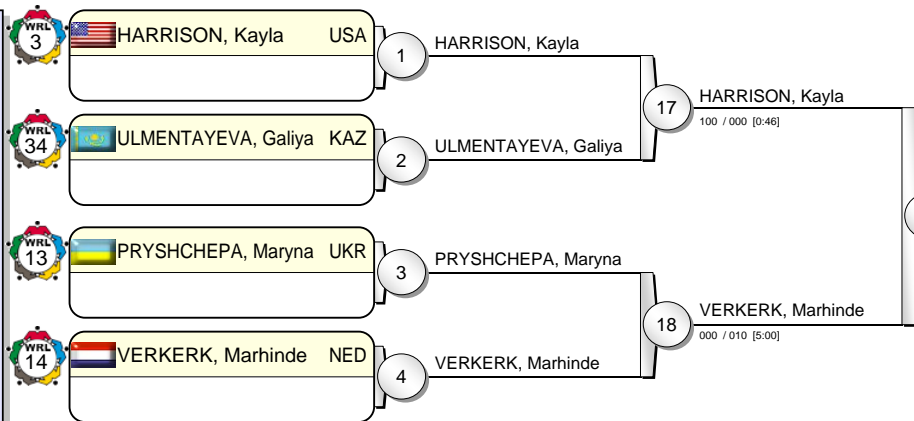 WRL
3
HARRISON, Kayla USA
1
HARRISON, Kayla
17
HARRISON, Kayla
100 / 000 [0:46]
WRL
34
ULMENTAYEVA, Galiya KAZ
2
ULMENTAYEVA, Galiya
WRL
13
PRYSHCHEPA, Maryna UKR
3
PRYSHCHEPA, Maryna
18
VERKERK, Marhinde
000 / 010 [5:00]
WRL
14
VERKERK, Marhinde NED
4
VERKERK, Marhinde